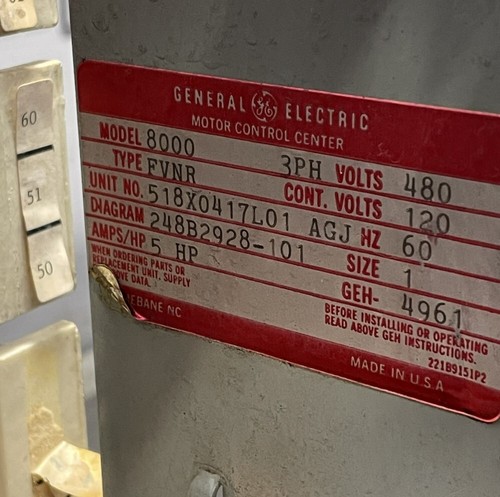 60
51
50
GENERAL GE ELECTRIC
MOTOR CONTROL CENTER
MODEL 8000 3PH VOLTS 480
TYPE FVNR CONT. VOLTS 120
UNIT NO. 518X0417L01 AGJ HZ 60
DIAGRAM 248B2928-101 SIZE 1
AMPS/HP 5 HP GEH- 4961
WHEN ORDERING PARTS OR
REPLACEMENT UNIT, SUPPLY
DATA.
BEFORE INSTALLING OR OPERATING
READ ABOVE GEH INSTRUCTIONS.
221B9151P2
EBANE NC
MADE IN U.S.A